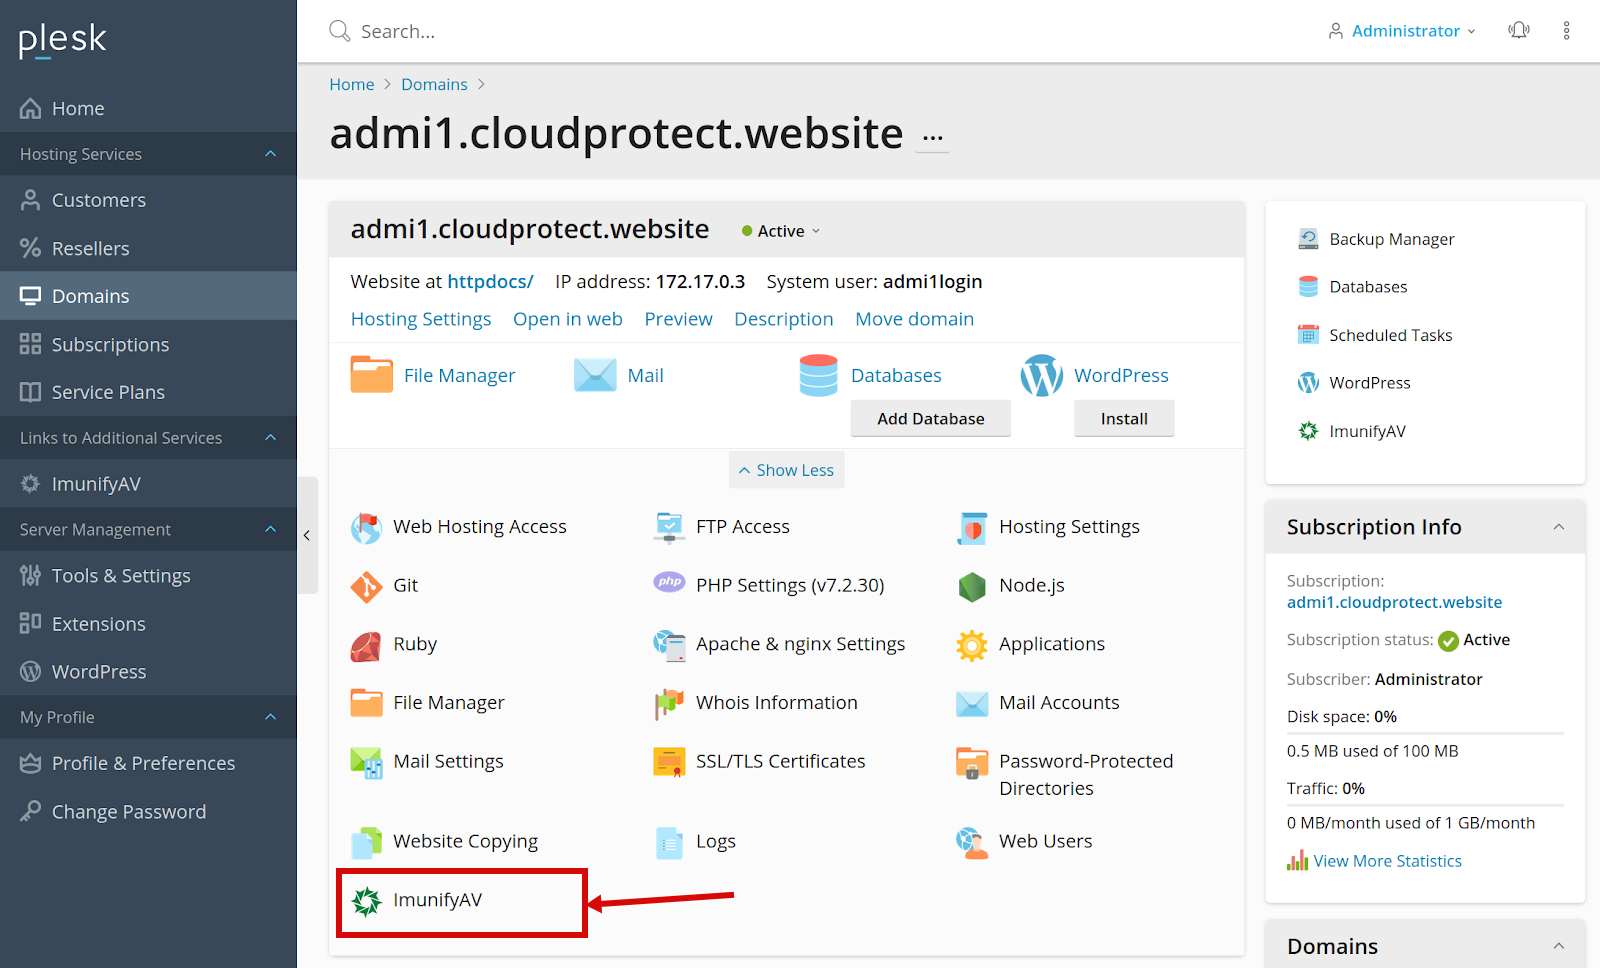 plesk
Search...
Administrator
Home
Hosting Services
Customers
Resellers
Domains
Subscriptions
Service Plans
Links to Additional Services
ImunifyAV
Server Management
Tools & Settings
Extensions
WordPress
My Profile
Profile & Preferences
Change Password
Home > Domains >
admi1.cloudprotect.website ...
admi1.cloudprotect.website Active
Website at httpdocs/ IP address: 172.17.0.3 System user: admi1login
Hosting Settings Open in web Preview Description Move domain
File Manager Mail Databases WordPress
Add Database Install
Show Less
Web Hosting Access FTP Access Hosting Settings
Git php PHP Settings (v7.2.30) Node.js
Ruby Apache & nginx Settings Applications
File Manager Whois Information Mail Accounts
Mail Settings SSL/TLS Certificates Password-Protected
Directories
Website Copying Logs Web Users
ImunifyAV
Backup Manager
Databases
Scheduled Tasks
WordPress
ImunifyAV
Subscription Info
Subscription:
admi1.cloudprotect.website
Subscription status: Active
Subscriber: Administrator
Disk space: 0%
0.5 MB used of 100 MB
Traffic: 0%
0 MB/month used of 1 GB/month
View More Statistics
Domains